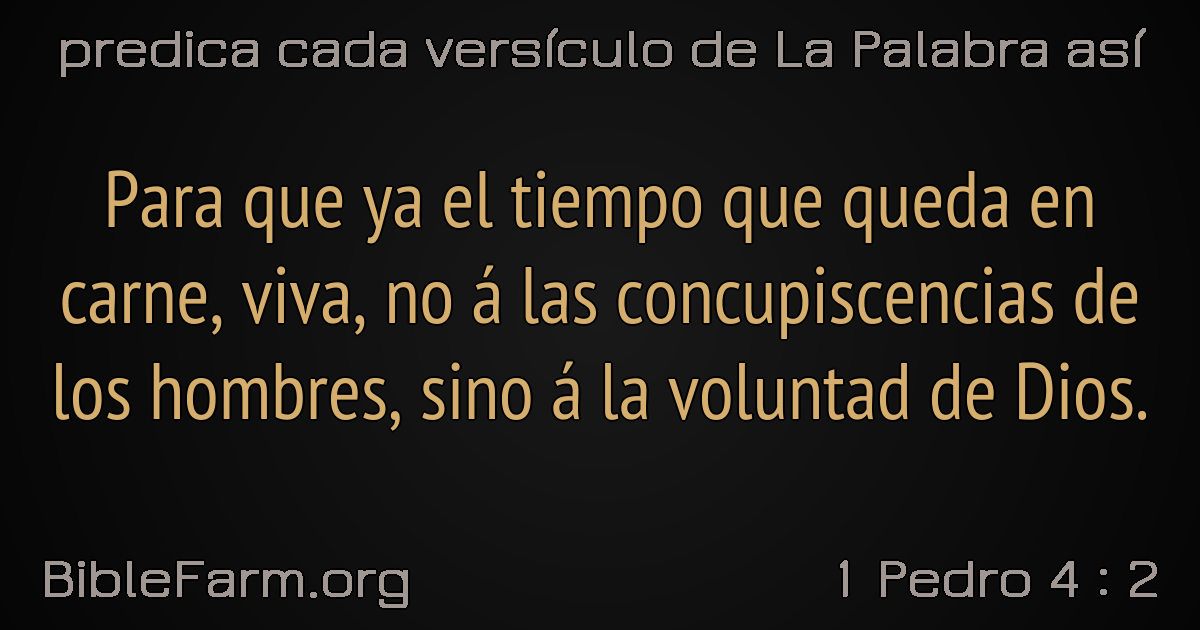 predica cada versículo de La Palabra así
Para que ya el tiempo que queda en
carne, viva, no á las concupiscencias de
los hombres, sino á la voluntad de Dios.
BibleFarm.org
1 Pedro 4 : 2